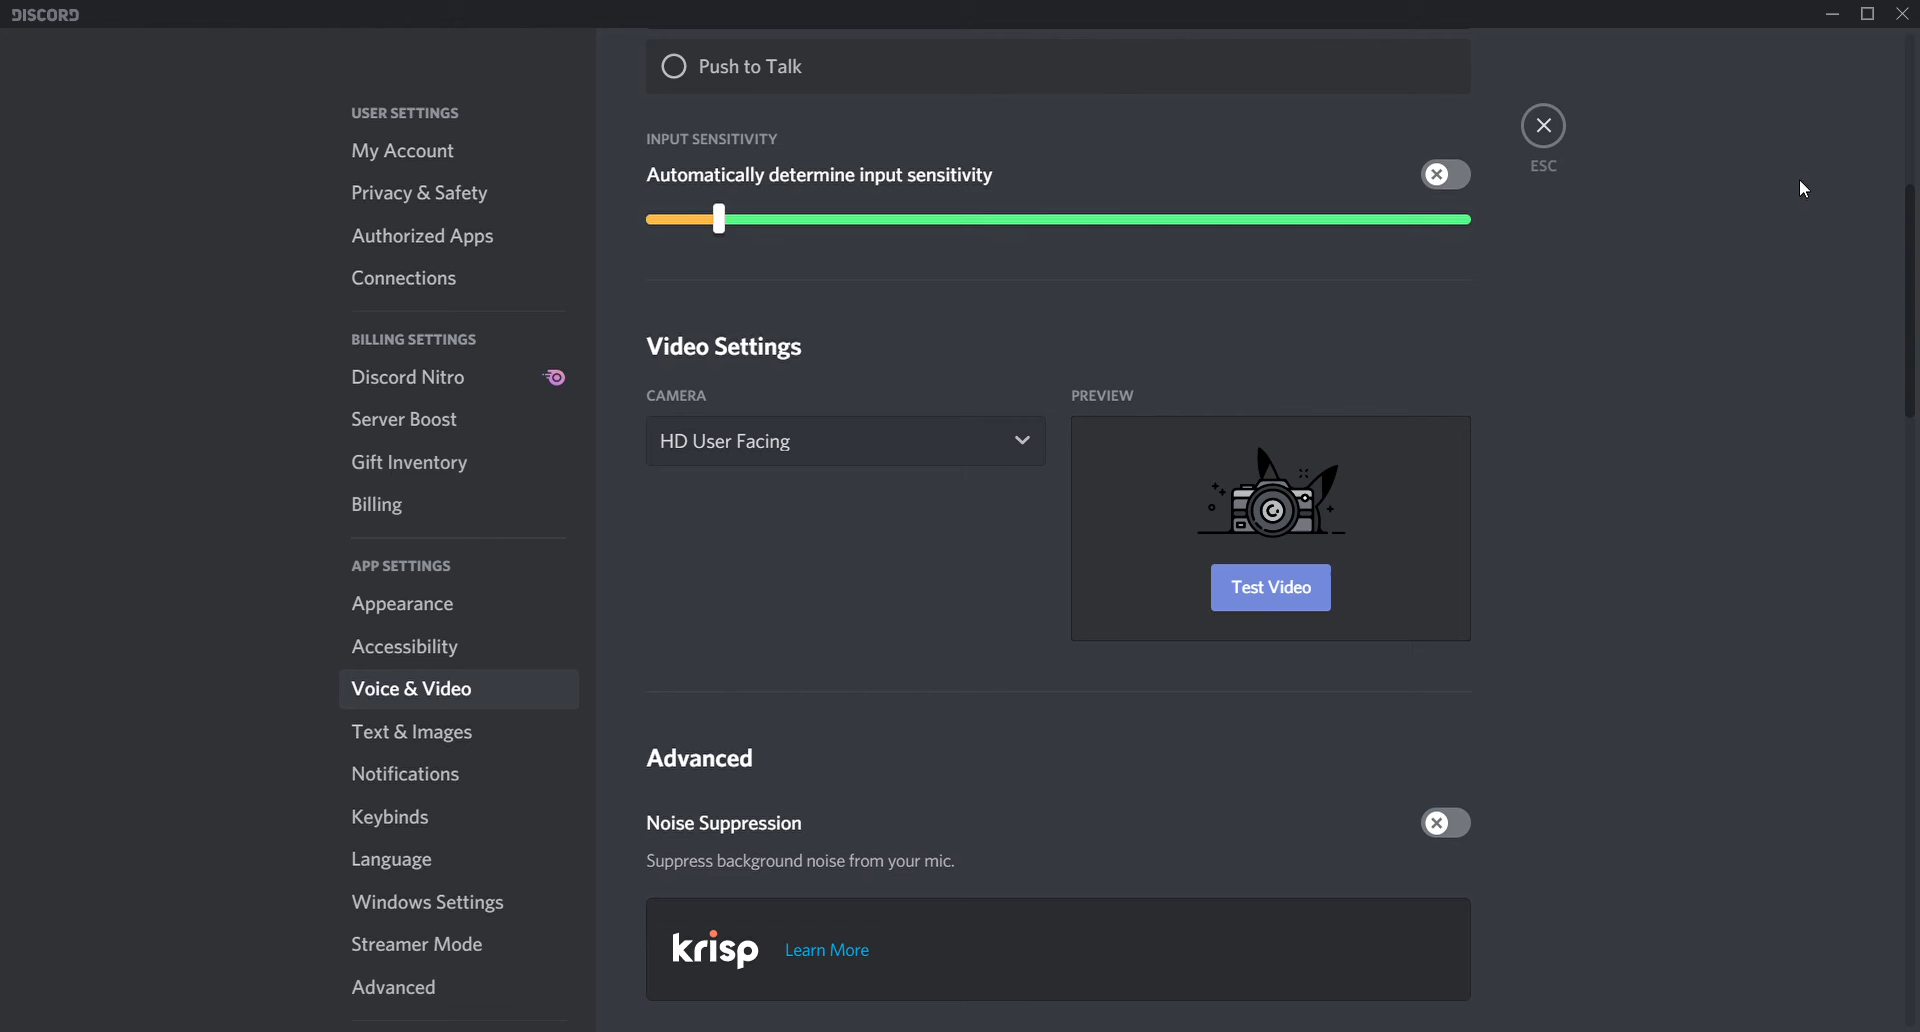 DISCORD
USER SETTINGS
My Account
Privacy & Safety
Authorized Apps
Connections
BILLING SETTINGS
Discord Nitro
Server Boost
Gift Inventory
Billing
APP SETTINGS
Appearance
Accessibility
Voice & Video
Text & Images
Notifications
Keybinds
Language
Windows Settings
Streamer Mode
Advanced
Push to Talk
INPUT SENSITIVITY
Automatically determine input sensitivity
ESC
Video Settings
CAMERA
HD User Facing
PREVIEW
Test Video
Advanced
Noise Suppression
Suppress background noise from your mic.
krisp Learn More